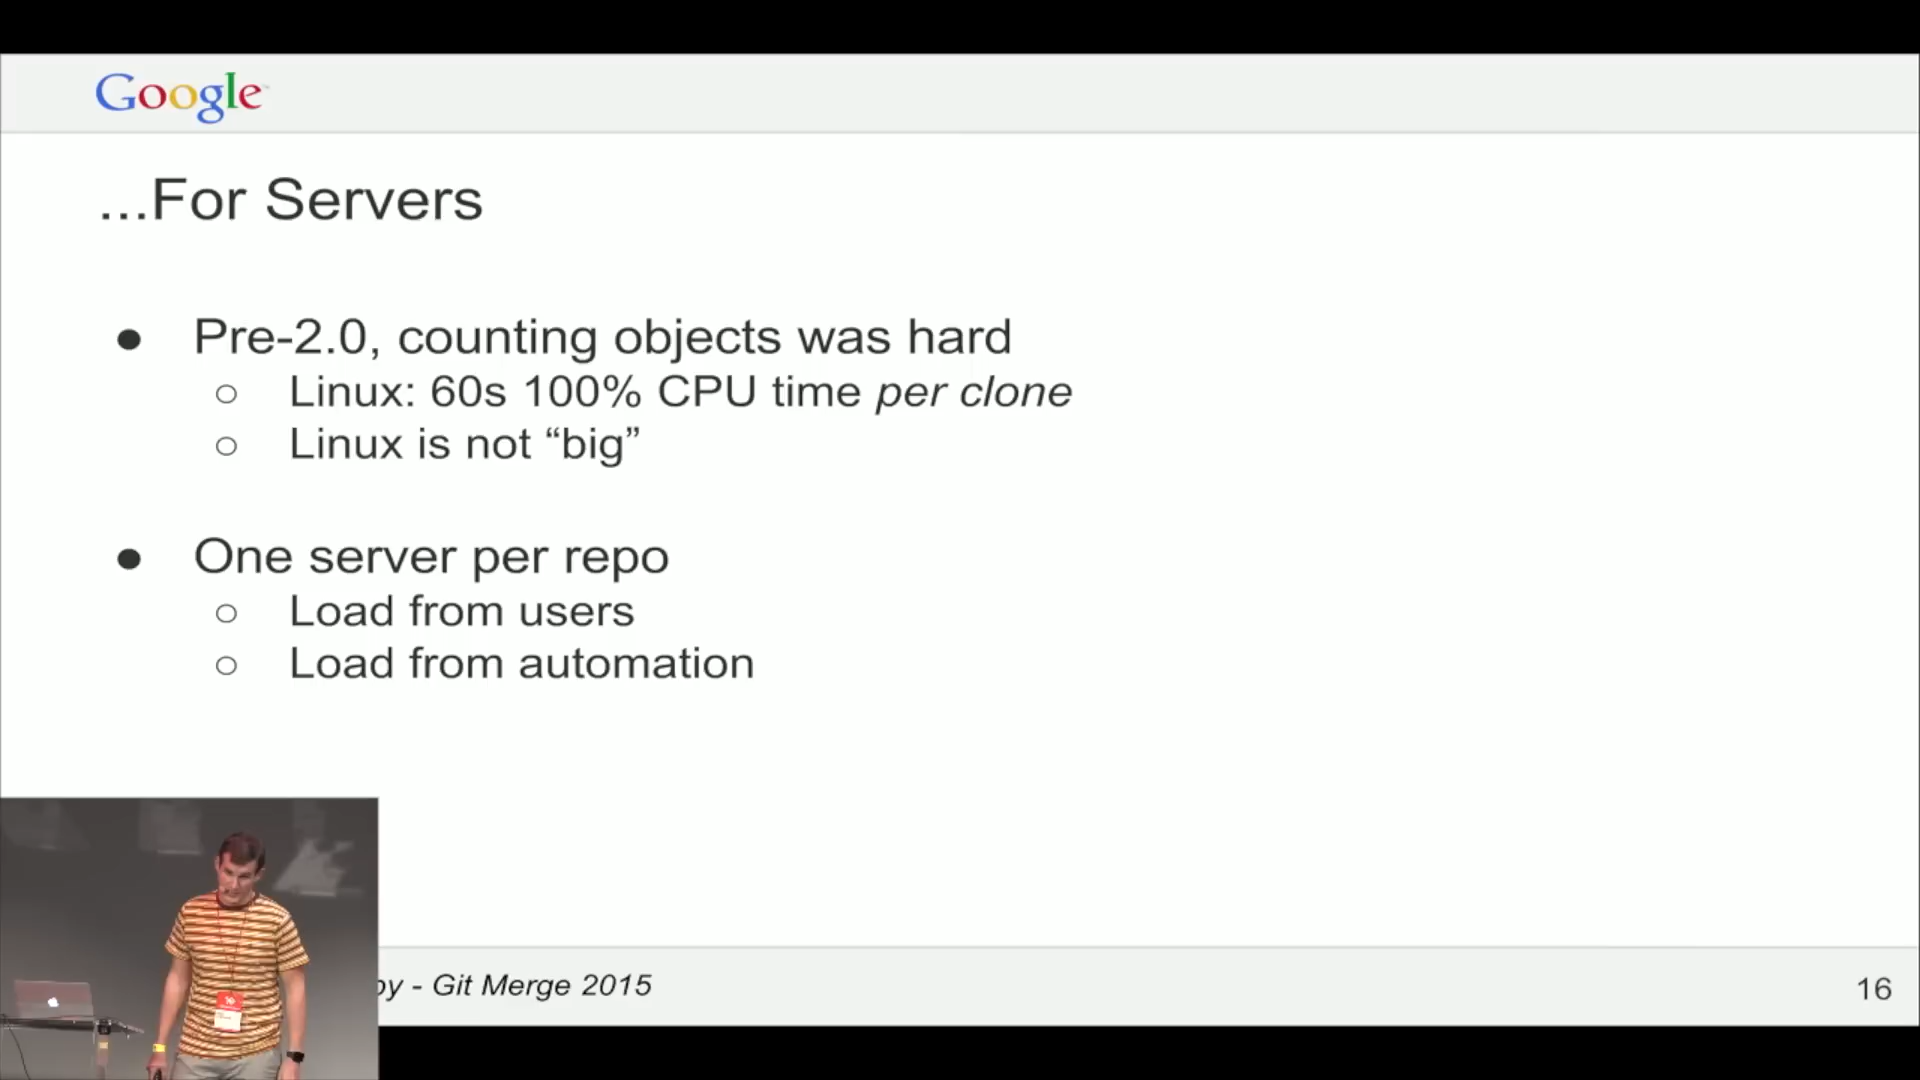 Google
...For Servers
● Pre-2.0, counting objects was hard
○ Linux: 60s 100% CPU time per clone
○ Linux is not “big”
● One server per repo
○ Load from users
○ Load from automation
- Git Merge 2015
16